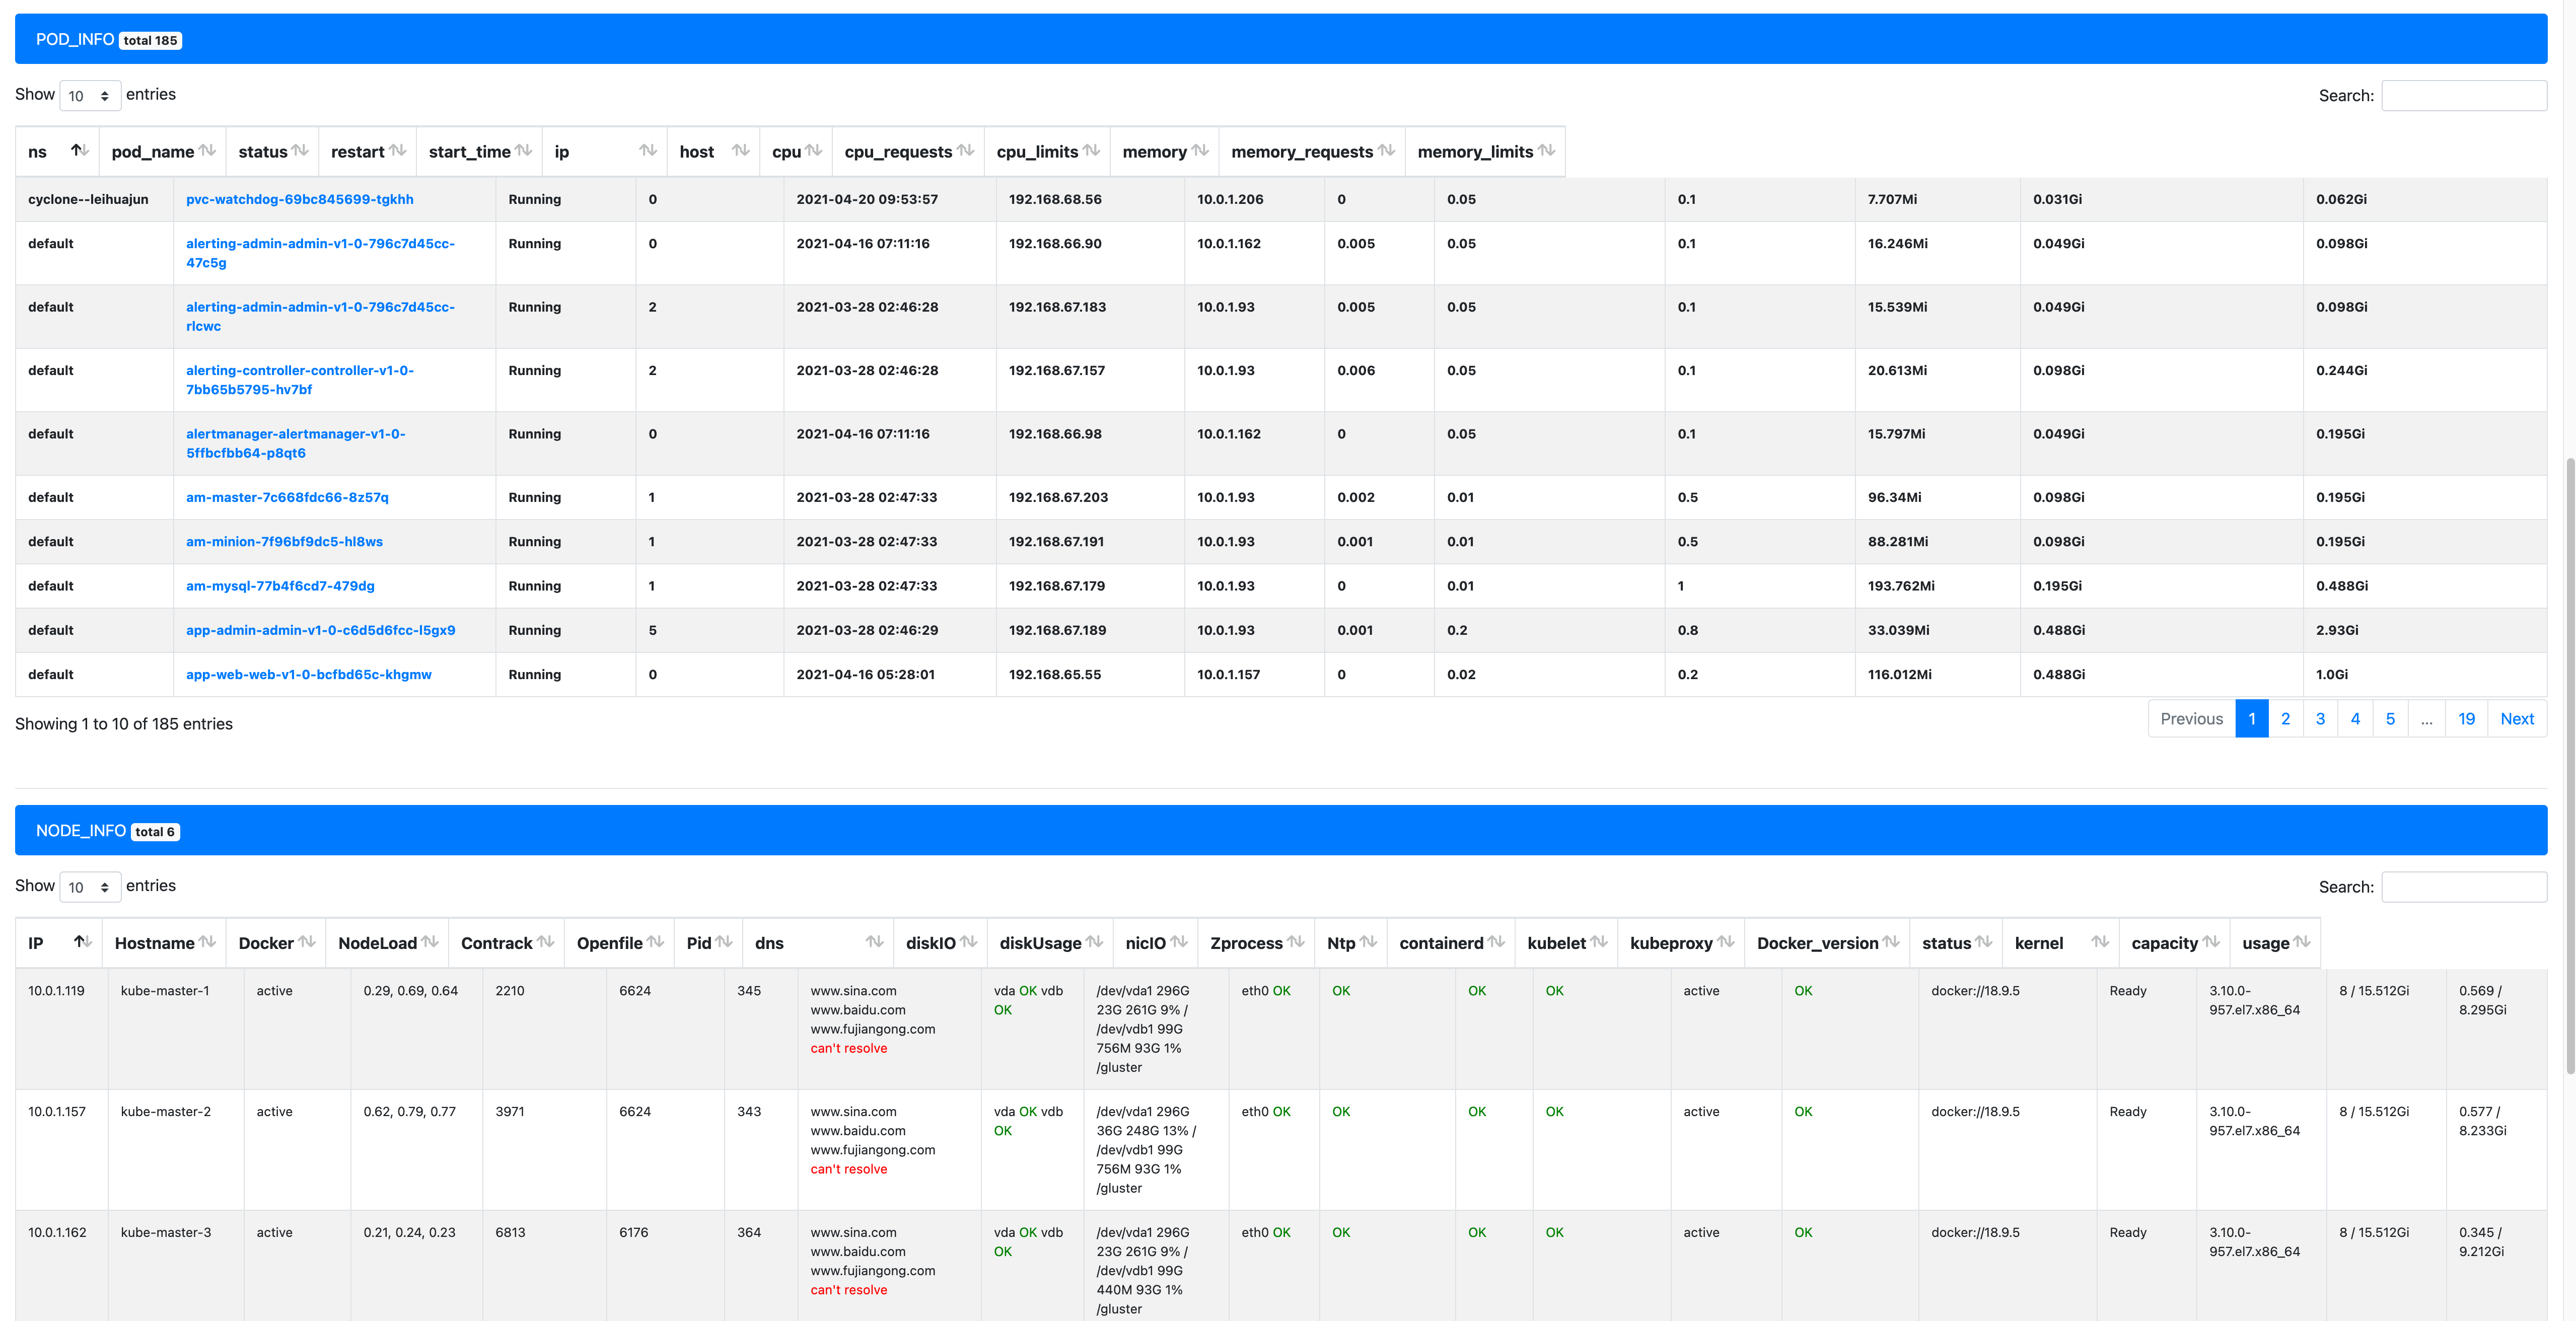 POD_INFO total 185
Show 10 entries Search:
ns pod_name status restart start_time ip host cpu cpu_requests cpu_limits memory memory_requests memory_limits
cyclone--leihuajun pvc-watchdog-69bc845699-tgkhh Running 0 2021-04-20 09:53:57 192.168.68.56 10.0.1.206 0 0.05 0.1 7.707Mi 0.031Gi 0.062Gi
default alerting-admin-admin-v1-0-796c7d45cc- Running 0 2021-04-16 07:11:16 192.168.66.90 10.0.1.162 0.005 0.05 0.1 16.246Mi 0.049Gi 0.098Gi
47c5g
default alerting-admin-admin-v1-0-796c7d45cc- Running 2 2021-03-28 02:46:28 192.168.67.183 10.0.1.93 0.005 0.05 0.1 15.539Mi 0.049Gi 0.098Gi
rlcwc
default alerting-controller-controller-v1-0- Running 2 2021-03-28 02:46:28 192.168.67.157 10.0.1.93 0.006 0.05 0.1 20.613Mi 0.098Gi 0.244Gi
7bb65b5795-hv7bf
default alertmanager-alertmanager-v1-0- Running 0 2021-04-16 07:11:16 192.168.66.98 10.0.1.162 0 0.05 0.1 15.797Mi 0.049Gi 0.195Gi
5ffbcfbb64-p8qt6
default am-master-7c668fdc66-8z57q Running 1 2021-03-28 02:47:33 192.168.67.203 10.0.1.93 0.002 0.01 0.5 96.34Mi 0.098Gi 0.195Gi
default am-minion-7f96bf9dc5-hl8ws Running 1 2021-03-28 02:47:33 192.168.67.191 10.0.1.93 0.001 0.01 0.5 88.281Mi 0.098Gi 0.195Gi
default am-mysql-77b4f6cd7-479dg Running 1 2021-03-28 02:47:33 192.168.67.179 10.0.1.93 0 0.01 1 193.762Mi 0.195Gi 0.488Gi
default app-admin-admin-v1-0-c6d5d6fcc-l5gx9 Running 5 2021-03-28 02:46:29 192.168.67.189 10.0.1.93 0.001 0.2 0.8 33.039Mi 0.488Gi 2.93Gi
default app-web-web-v1-0-bcfbd65c-khgmw Running 0 2021-04-16 05:28:01 192.168.65.55 10.0.1.157 0 0.02 0.2 116.012Mi 0.488Gi 1.0Gi
Showing 1 to 10 of 185 entries Previous 1 2 3 4 5 ... 19 Next
NODE_INFO total 6
Show 10 entries Search:
IP Hostname Docker NodeLoad Contrack Openfile Pid dns diskIO diskUsage nicIO Zprocess Ntp containerd kubelet kubeproxy Docker_version status kernel capacity usage
10.0.1.119 kube-master-1 active 0.29, 0.69, 0.64 2210 6624 345 www.sina.com vda OK vdb /dev/vda1 296G eth0 OK OK OK OK active OK docker://18.9.5 Ready 3.10.0- 8 / 15.512Gi 0.569 /
www.baidu.com OK 23G 261G 9% / 957.el7.x86_64 8.295Gi
www.fujiangong.com /dev/vdb1 99G
can't resolve 756M 93G 1%
/gluster
10.0.1.157 kube-master-2 active 0.62, 0.79, 0.77 3971 6624 343 www.sina.com vda OK vdb /dev/vda1 296G eth0 OK OK OK OK active OK docker://18.9.5 Ready 3.10.0- 8 / 15.512Gi 0.577 /
www.baidu.com OK 36G 248G 13% / 957.el7.x86_64 8.233Gi
www.fujiangong.com /dev/vdb1 99G
can't resolve 756M 93G 1%
/gluster
10.0.1.162 kube-master-3 active 0.21, 0.24, 0.23 6813 6176 364 www.sina.com vda OK vdb /dev/vda1 296G eth0 OK OK OK OK active OK docker://18.9.5 Ready 3.10.0- 8 / 15.512Gi 0.345 /
www.baidu.com OK 23G 261G 9% / 957.el7.x86_64 9.212Gi
www.fujiangong.com /dev/vdb1 99G
can't resolve 440M 93G 1%
/gluster